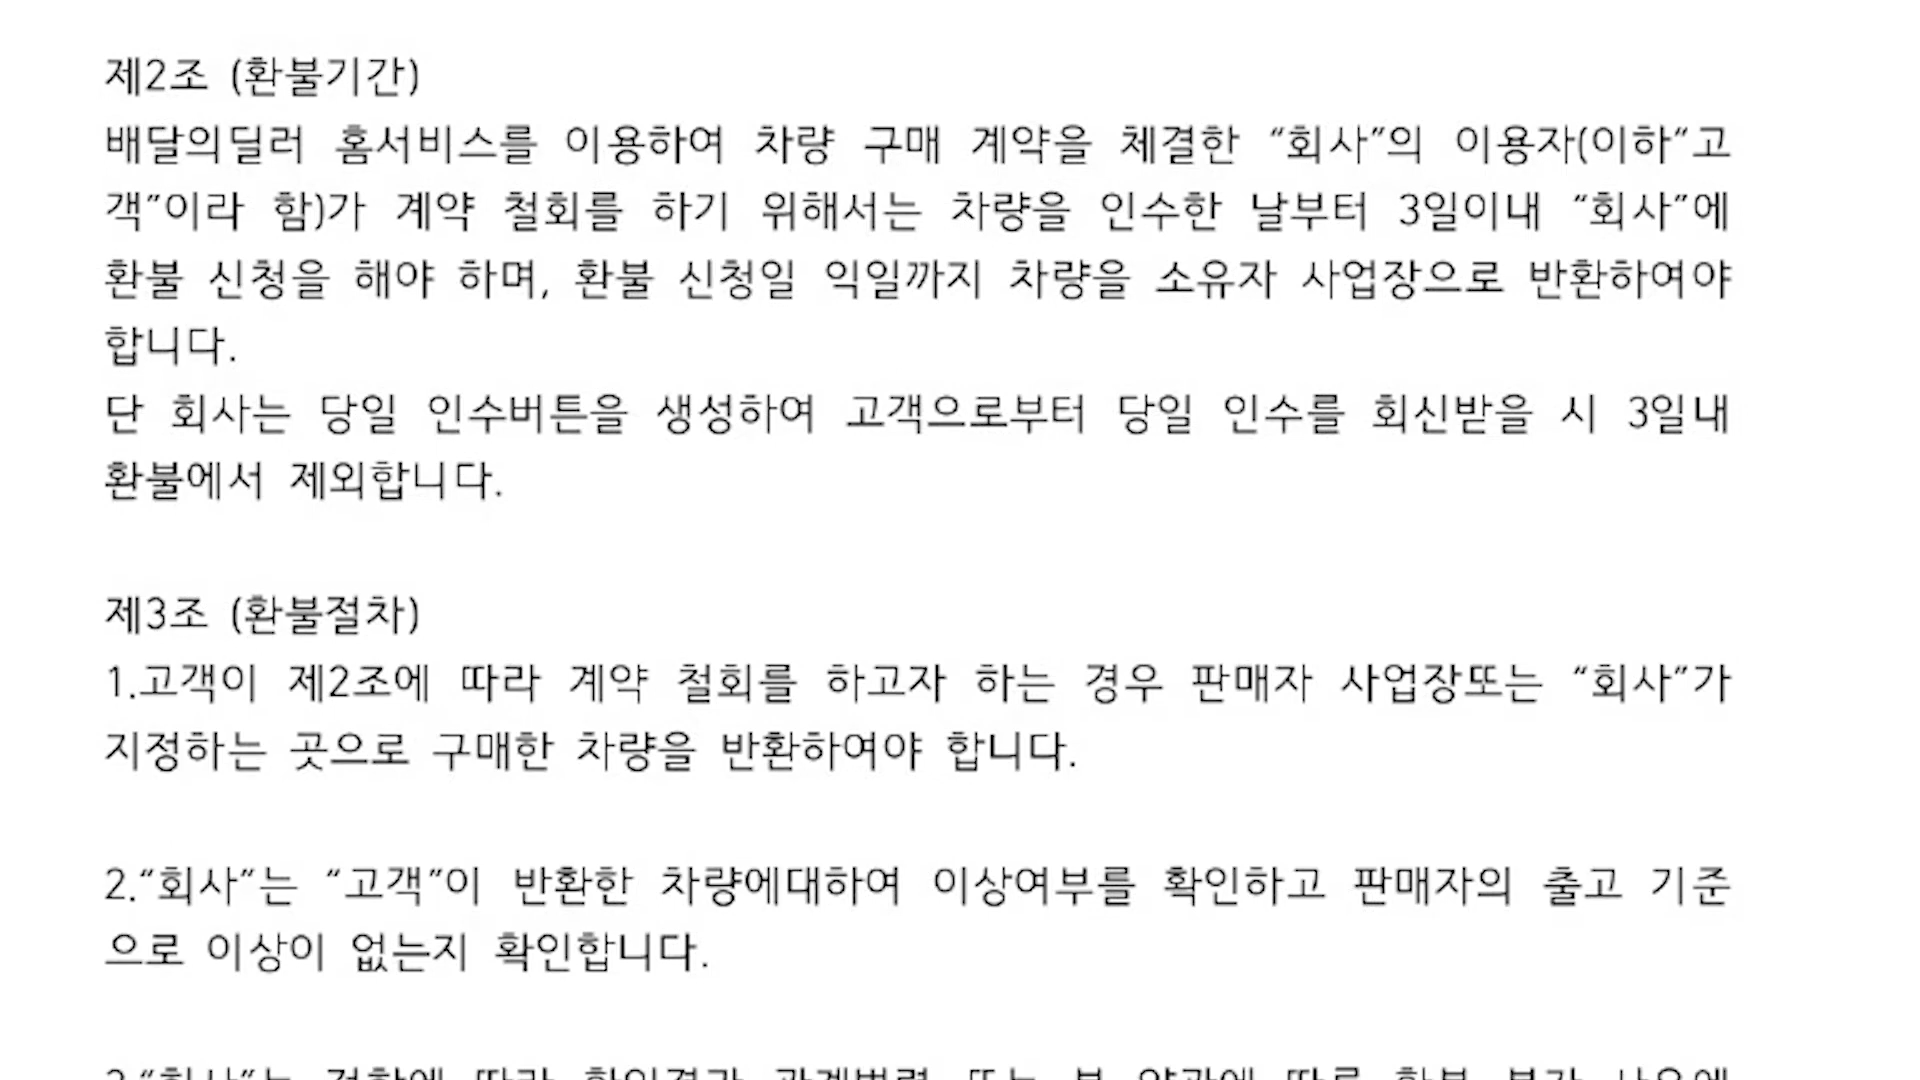 제2조 (환불기간)
배달의딜러 홈서비스를 이용하여 차량 구매 계약을 체결한 “회사”의 이용자(이하“고
객”이라 함)가 계약 철회를 하기 위해서는 차량을 인수한 날부터 3일이내 “회사”에
환불 신청을 해야 하며, 환불 신청일 익일까지 차량을 소유자 사업장으로 반환하여야
합니다.
단 회사는 당일 인수버튼을 생성하여 고객으로부터 당일 인수를 회신받을 시 3일내
환불에서 제외합니다.
제3조 (환불절차)
1.고객이 제2조에 따라 계약 철회를 하고자 하는 경우 판매자 사업장또는 “회사”가
지정하는 곳으로 구매한 차량을 반환하여야 합니다.
2.“회사”는 “고객”이 반환한 차량에대하여 이상여부를 확인하고 판매자의 출고 기준
으로 이상이 없는지 확인합니다.